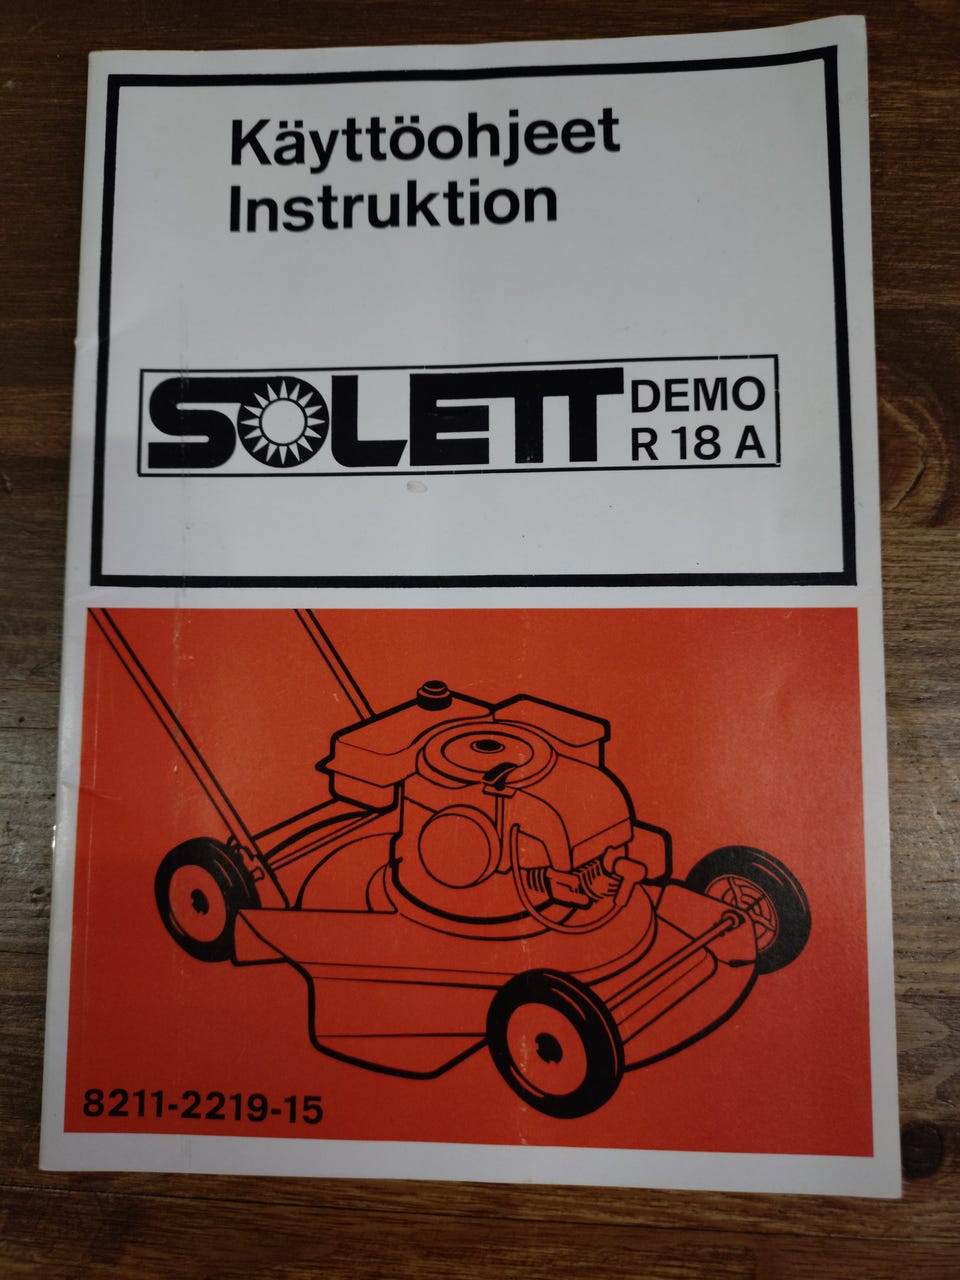 Käyttöohjeet
Instruktion
SOLETT DEMO
R 18 A
8211-2219-15